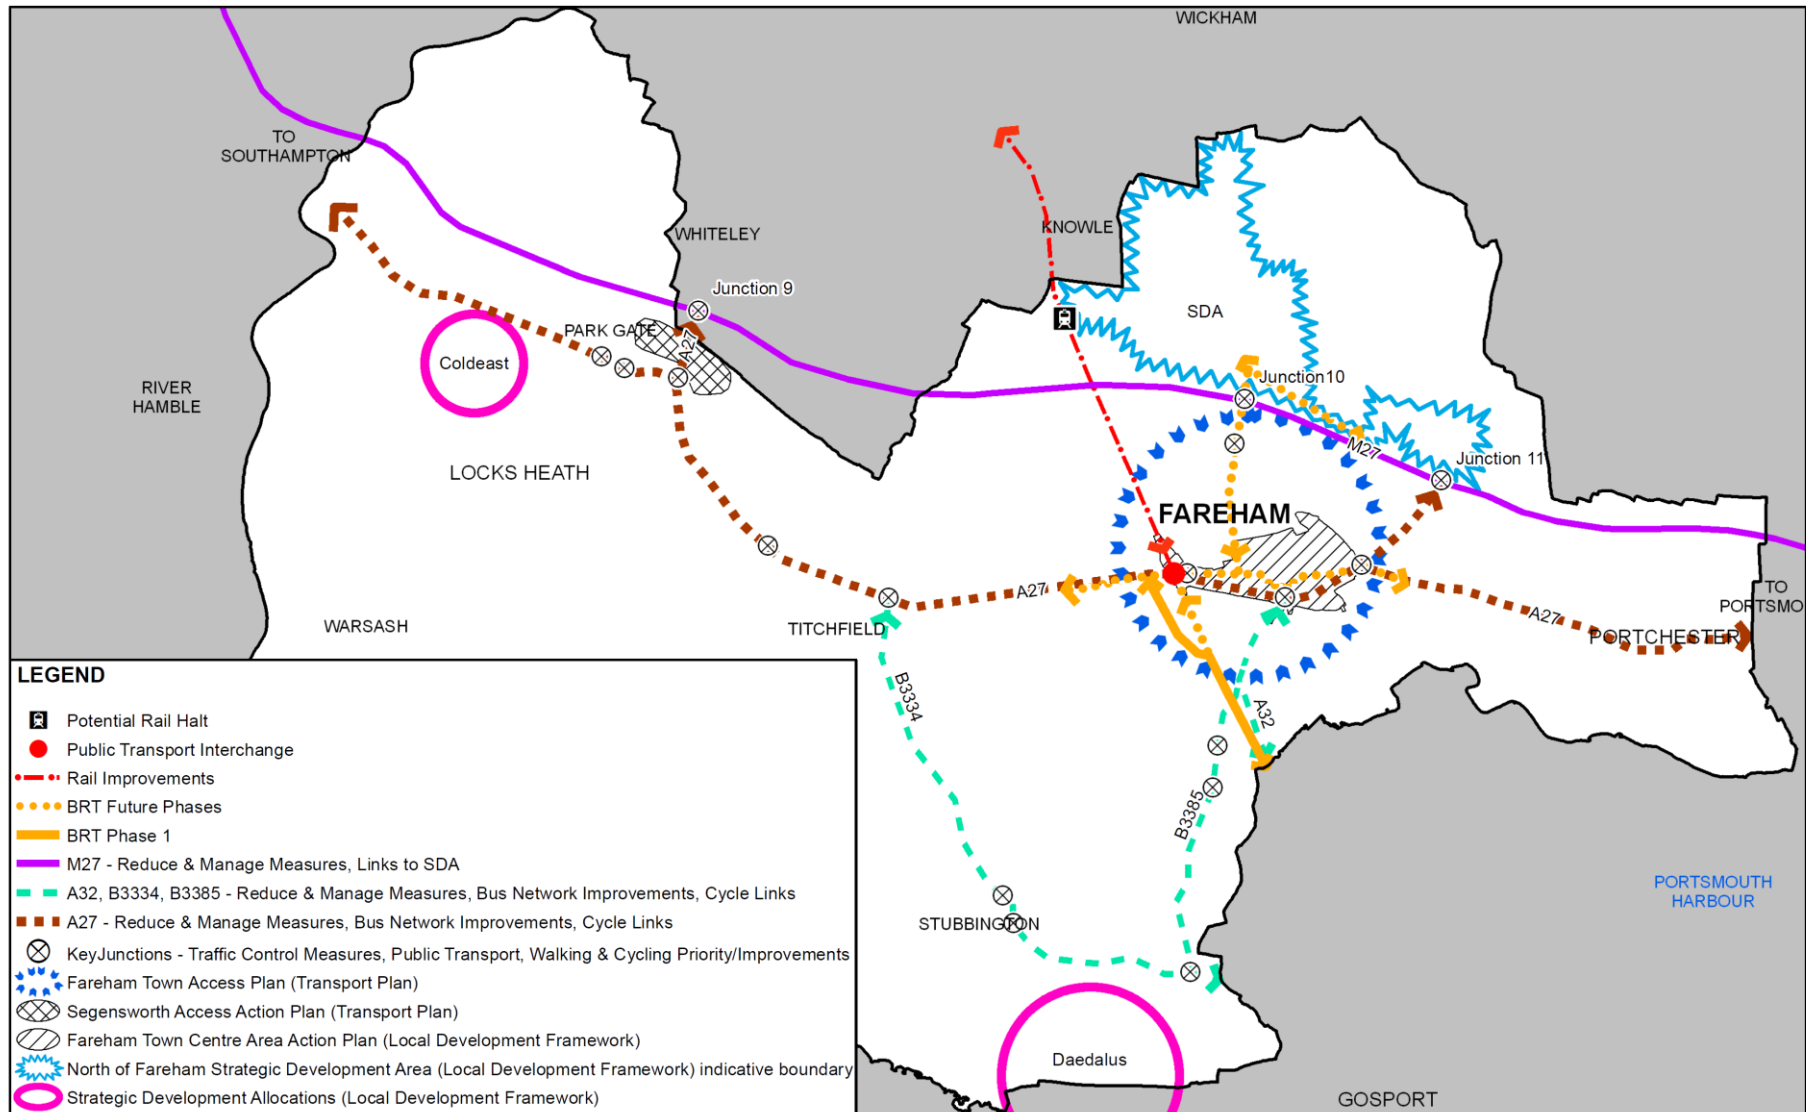 WICKHAM
TO
SOUTHAMPTON
WHITELEY
KNOWLE
Junction 9
SDA
PARK GATE
A27
Coldeast
Junction10
RIVER
HAMBLE
M27
Junction 11
LOCKS HEATH
FAREHAM
A27
TO
PORTSMO
A27
PORTCHESTER
WARSASH
TITCHFIELD
B3334
A32
B3385
PORTSMOUTH
HARBOUR
STUBBINGTON
Daedalus
GOSPORT
LEGEND
Potential Rail Halt
Public Transport Interchange
Rail Improvements
BRT Future Phases
BRT Phase 1
M27 - Reduce & Manage Measures, Links to SDA
A32, B3334, B3385 - Reduce & Manage Measures, Bus Network Improvements, Cycle Links
A27 - Reduce & Manage Measures, Bus Network Improvements, Cycle Links
KeyJunctions - Traffic Control Measures, Public Transport, Walking & Cycling Priority/Improvements
Fareham Town Access Plan (Transport Plan)
Segensworth Access Action Plan (Transport Plan)
Fareham Town Centre Area Action Plan (Local Development Framework)
North of Fareham Strategic Development Area (Local Development Framework) indicative boundary
Strategic Development Allocations (Local Development Framework)